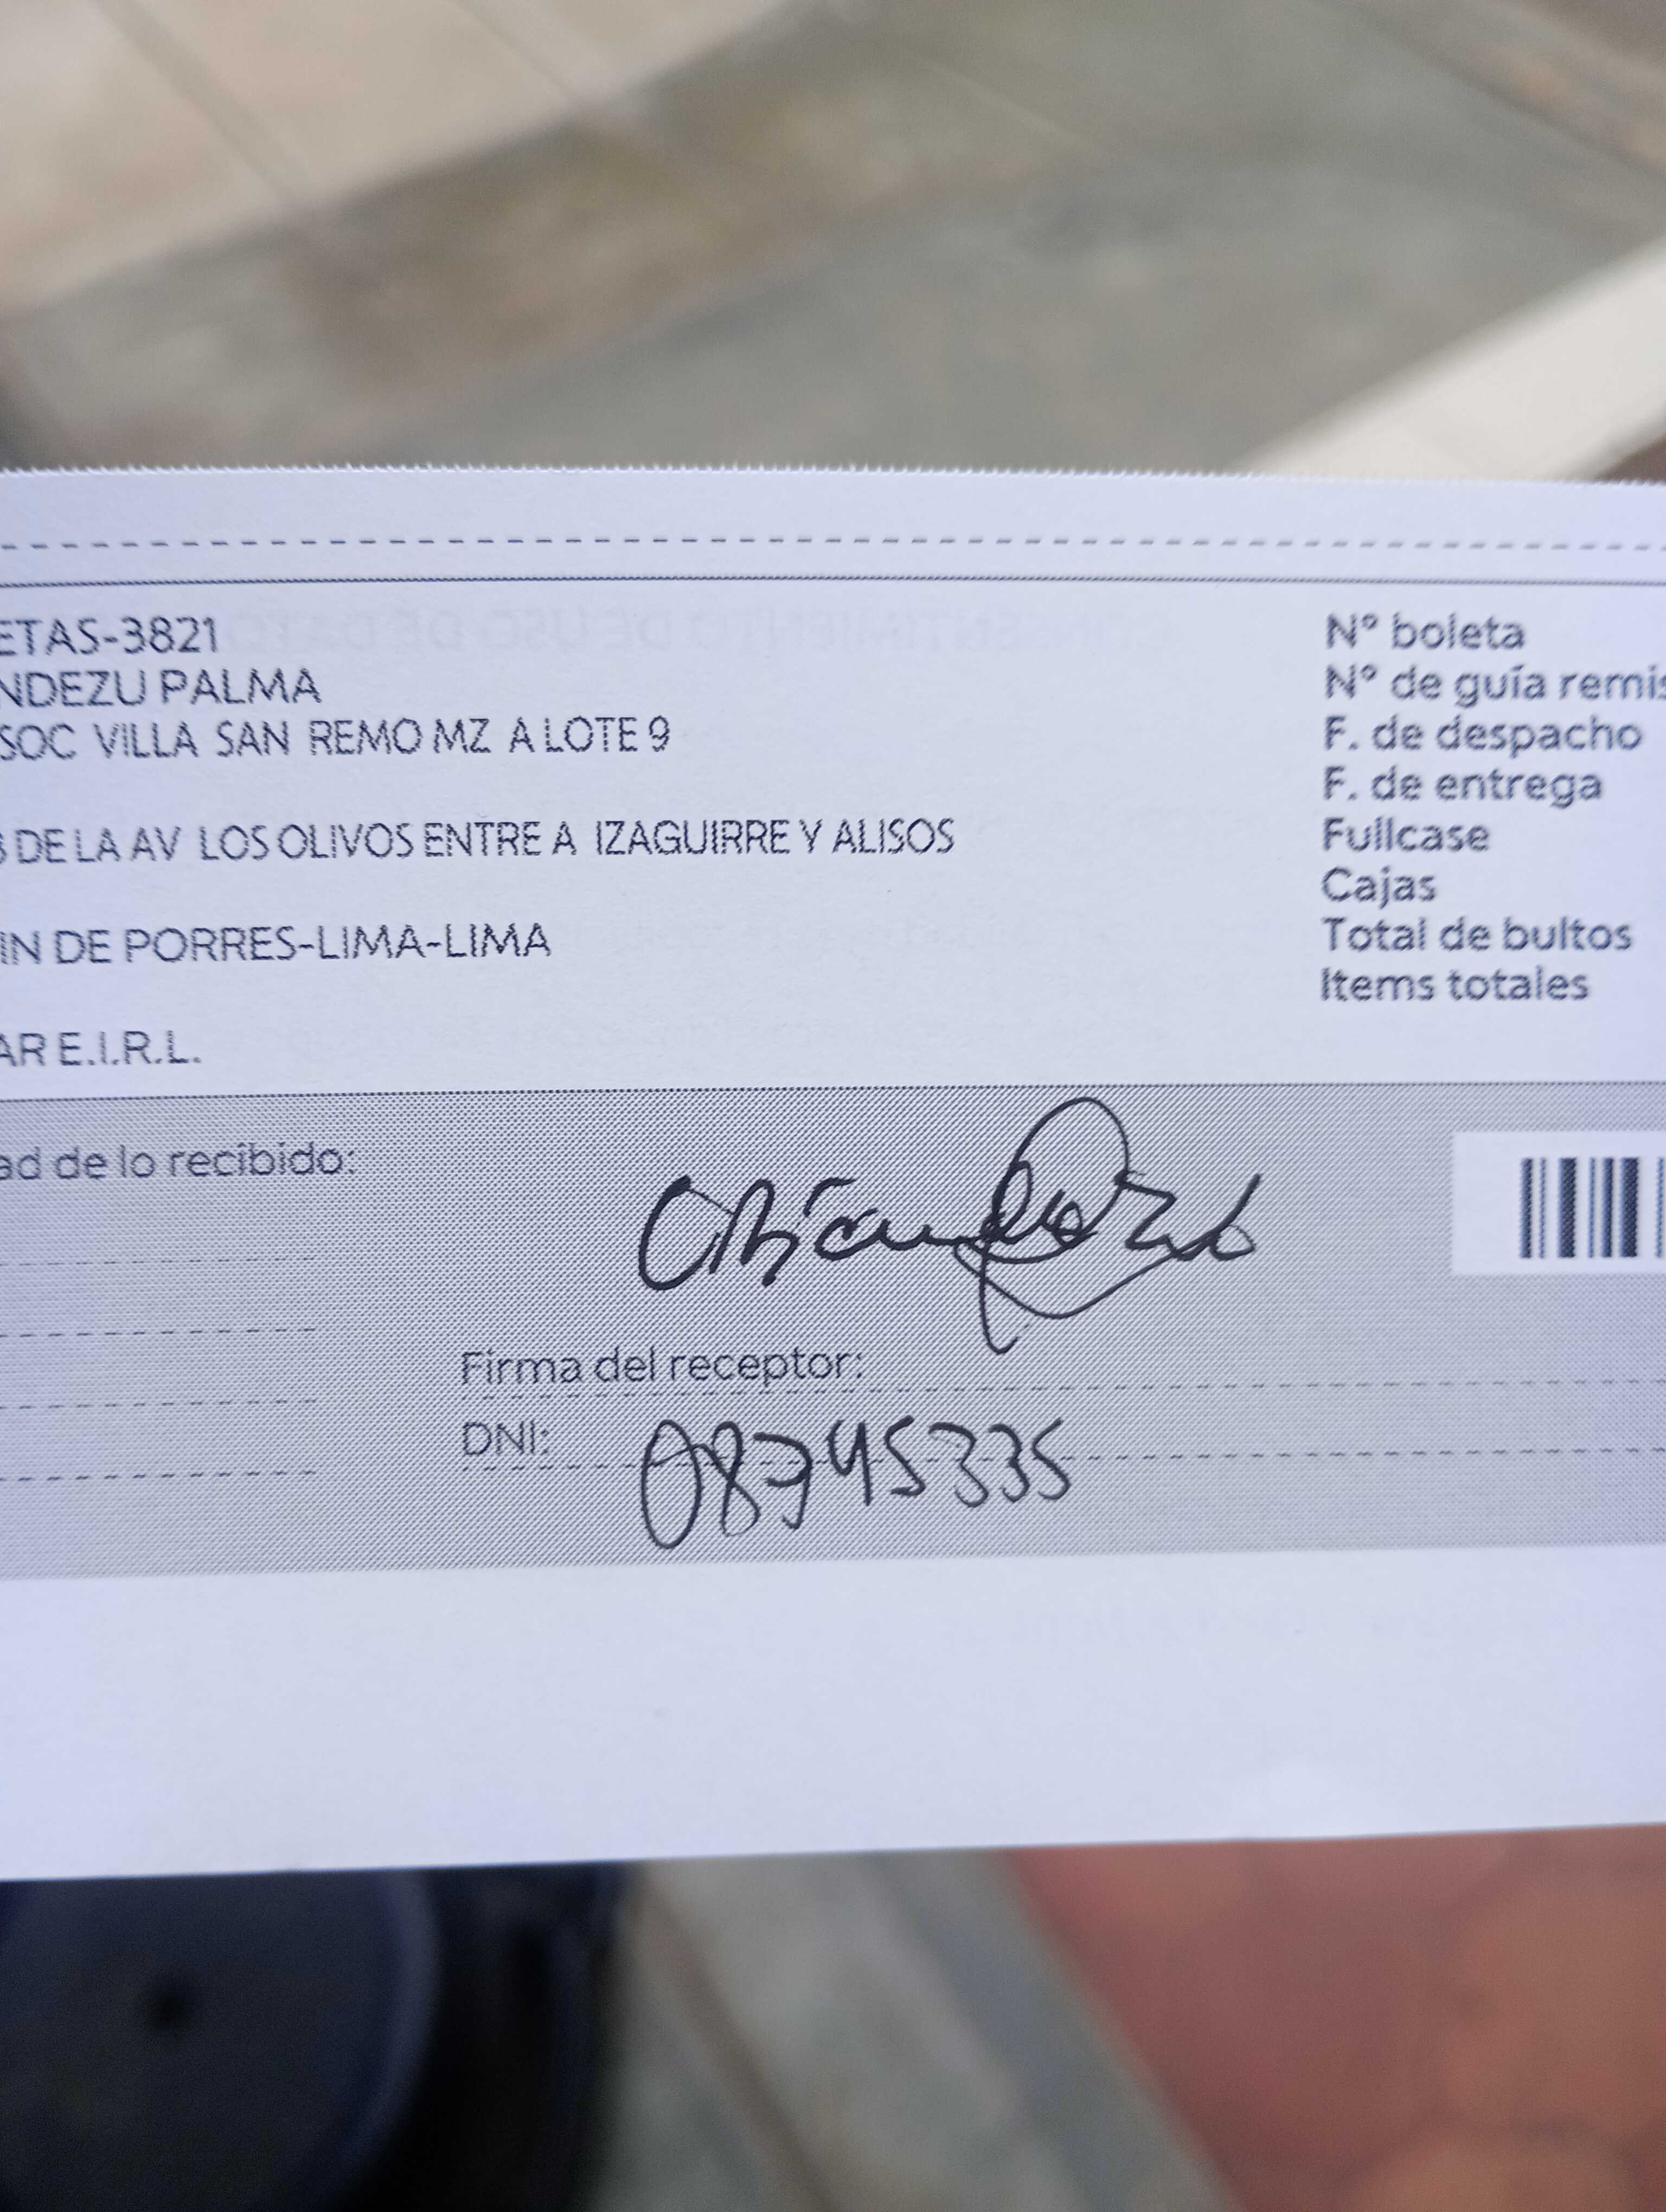 ETAS-3821
NDEZU PALMA
SOC VILLA SAN REMO MZ A LOTE 9
DE LA AV LOS OLIVOS ENTRE A IZAGUIRRE Y ALISOS
IN DE PORRES-LIMA-LIMA
AR E.I.R.L.
Nº boleta
Nº de guía remis
F. de despacho
F. de entrega
Fullcase
Cajas
Total de bultos
Items totales
ad de lo recibido:
Firma del receptor:
DNI: 08745335